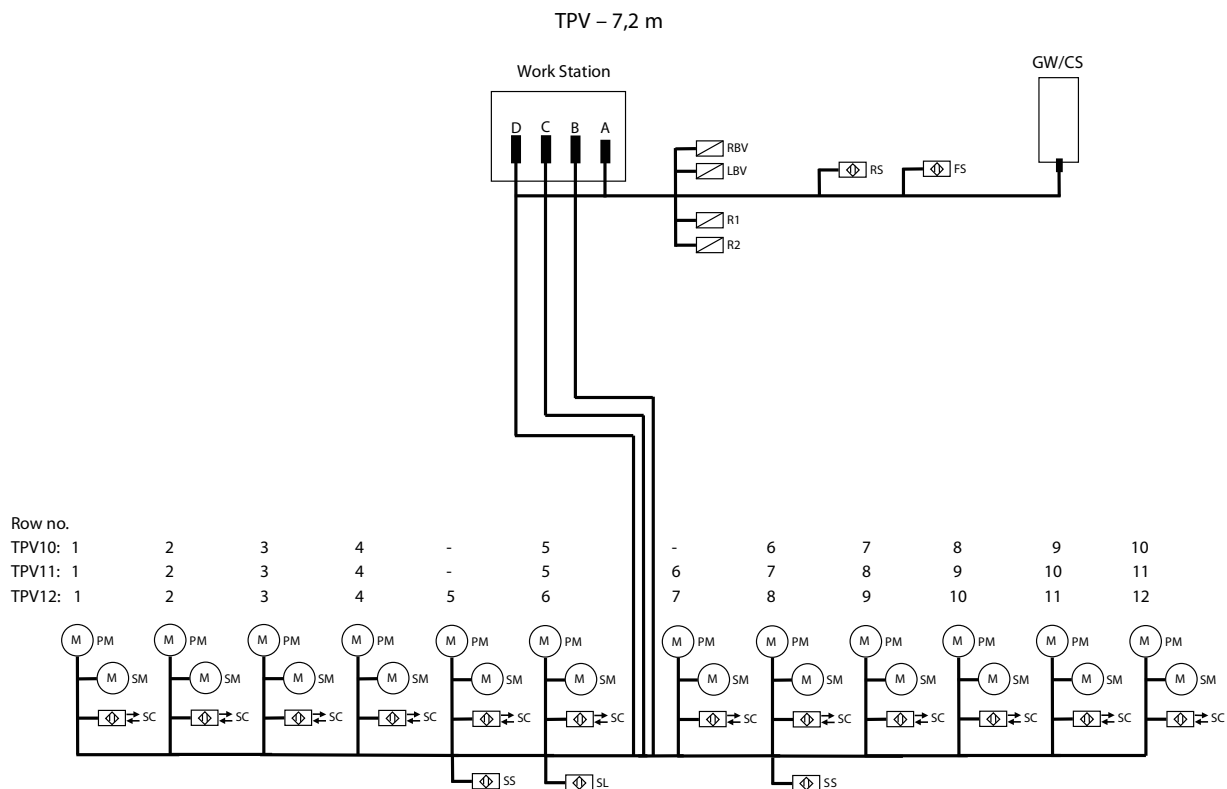 TPV – 7,2 m
Work Station
GW/CS
D C B A
RBV
LBV
RS FS
R1
R2
Row no.
TPV10: 1 2 3 4 - 5 - 6 7 8 9 10
TPV11: 1 2 3 4 - 5 6 7 8 9 10 11
TPV12: 1 2 3 4 5 6 7 8 9 10 11 12
M PM M PM M PM M PM M PM M PM M PM M PM M PM M PM M PM M PM
M SM M SM M SM M SM M SM M SM M SM M SM M SM M SM M SM M SM
SC SC SC SC SC SC SC SC SC SC SC SC
SS SL SS